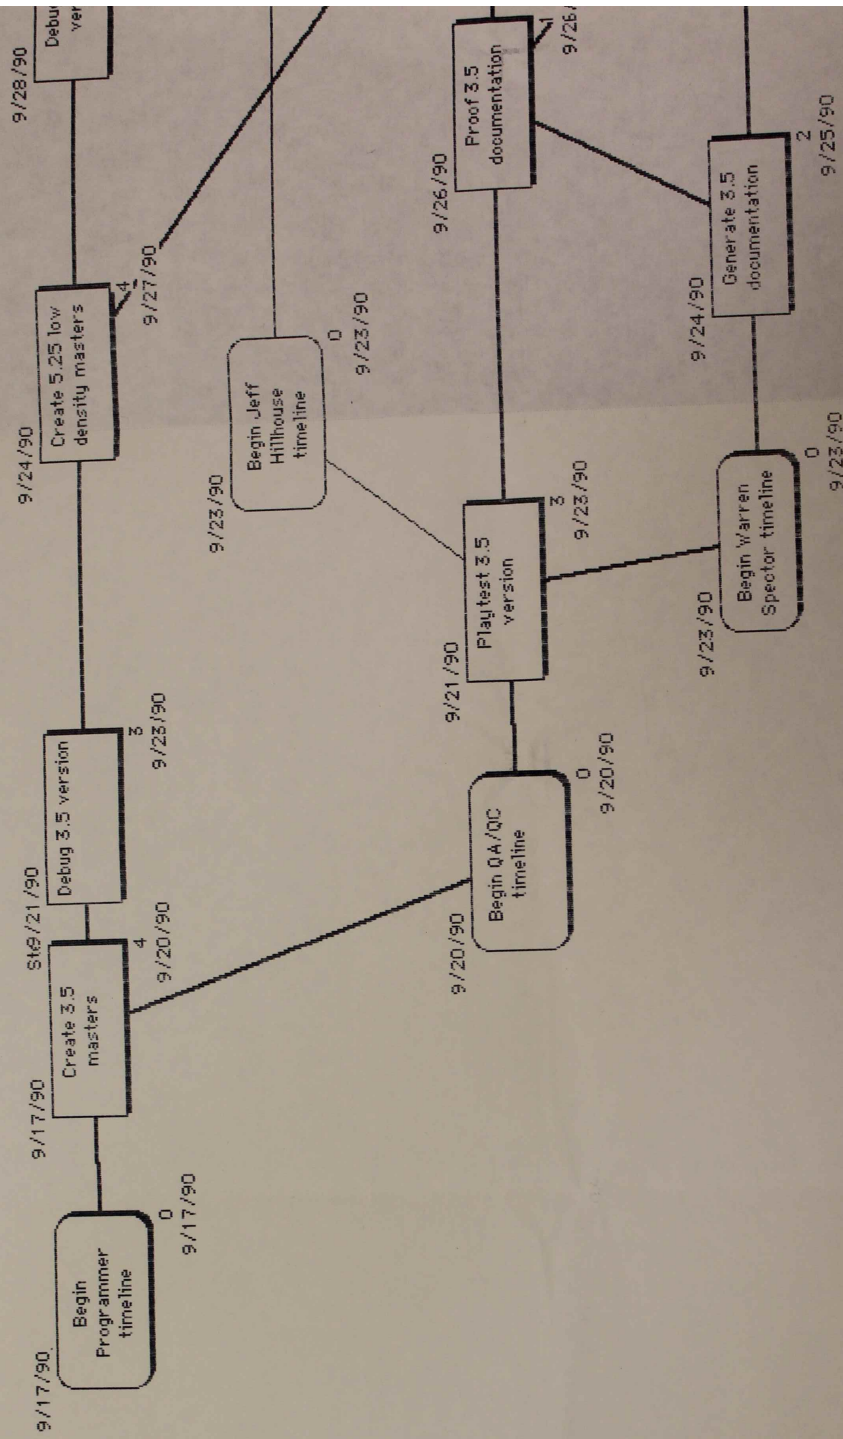 9/17/90
Begin
Programmer
timeline
0
9/17/90
9/17/90
Create 3.5
masters
4
9/20/90
St9/21/90
Debug 3.5 version
3
9/23/90
9/24/90
Create 5.25 low
density masters
4
9/27/90
9/28/90
9/23/90
Begin Jeff
Hillhouse
timeline
0
9/23/90
9/20/90
Begin QA/QC
timeline
0
9/20/90
9/21/90
Playtest 3.5
version
3
9/23/90
9/26/90
Proof 3.5
documentation
1
9/26/
9/23/90
Begin Warren
Spector timeline
0
9/23/90
9/24/90
Generate 3.5
documentation
2
9/25/90